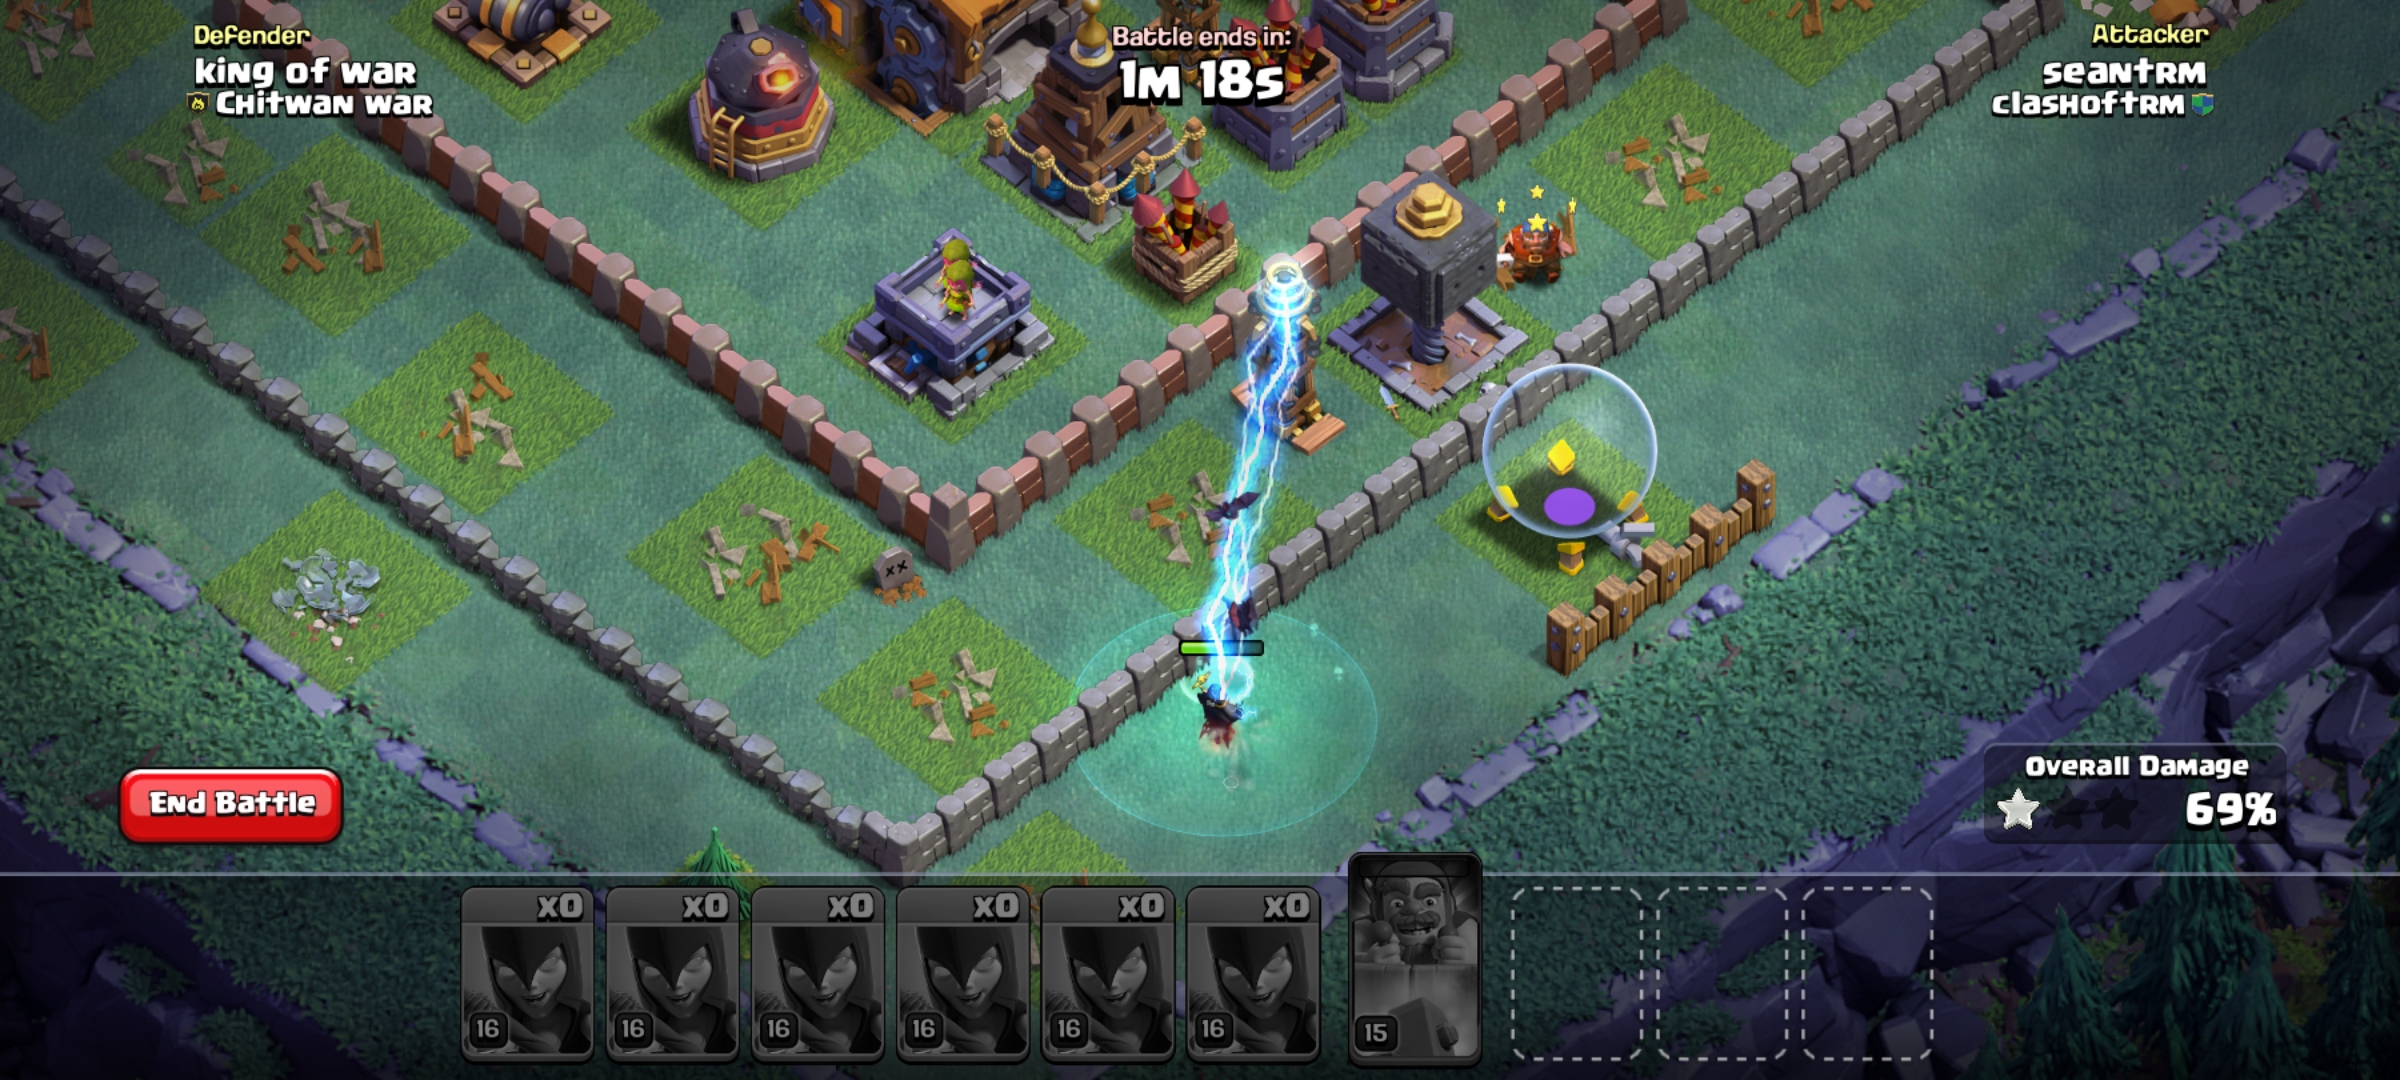 Defender
king of war
Chitwan war
Battle ends in:
1M 18s
Attacker
seantrm
clashoftrm
End Battle
Overall Damage
69%
x0
x0
x0
x0
x0
x0
16
16
16
16
16
16
15